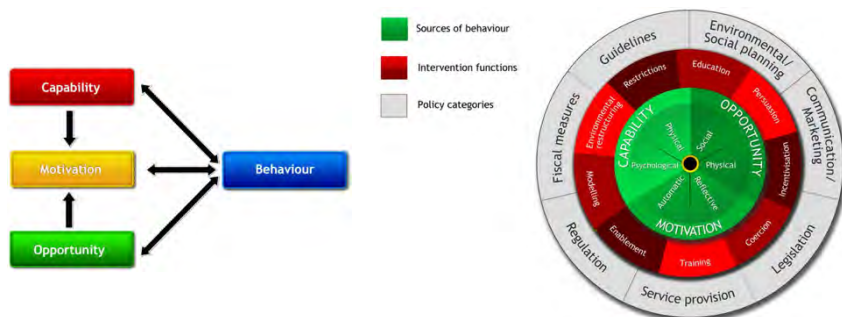 Capability
Motivation
Opportunity
Behaviour
Sources of behaviour
Intervention functions
Policy categories
Guidelines
Environmental/
Social planning
Communication/
Marketing
Legislation
Service provision
Regulation
Fiscal measures
Restrictions
Education
Persuasion
Incentivisation
Coercion
Training
Enablement
Modelling
Environmental
restructuring
CAPABILITY
OPPORTUNITY
MOTIVATION
Physical
Social
Physical
Reflective
Automatic
Psychological